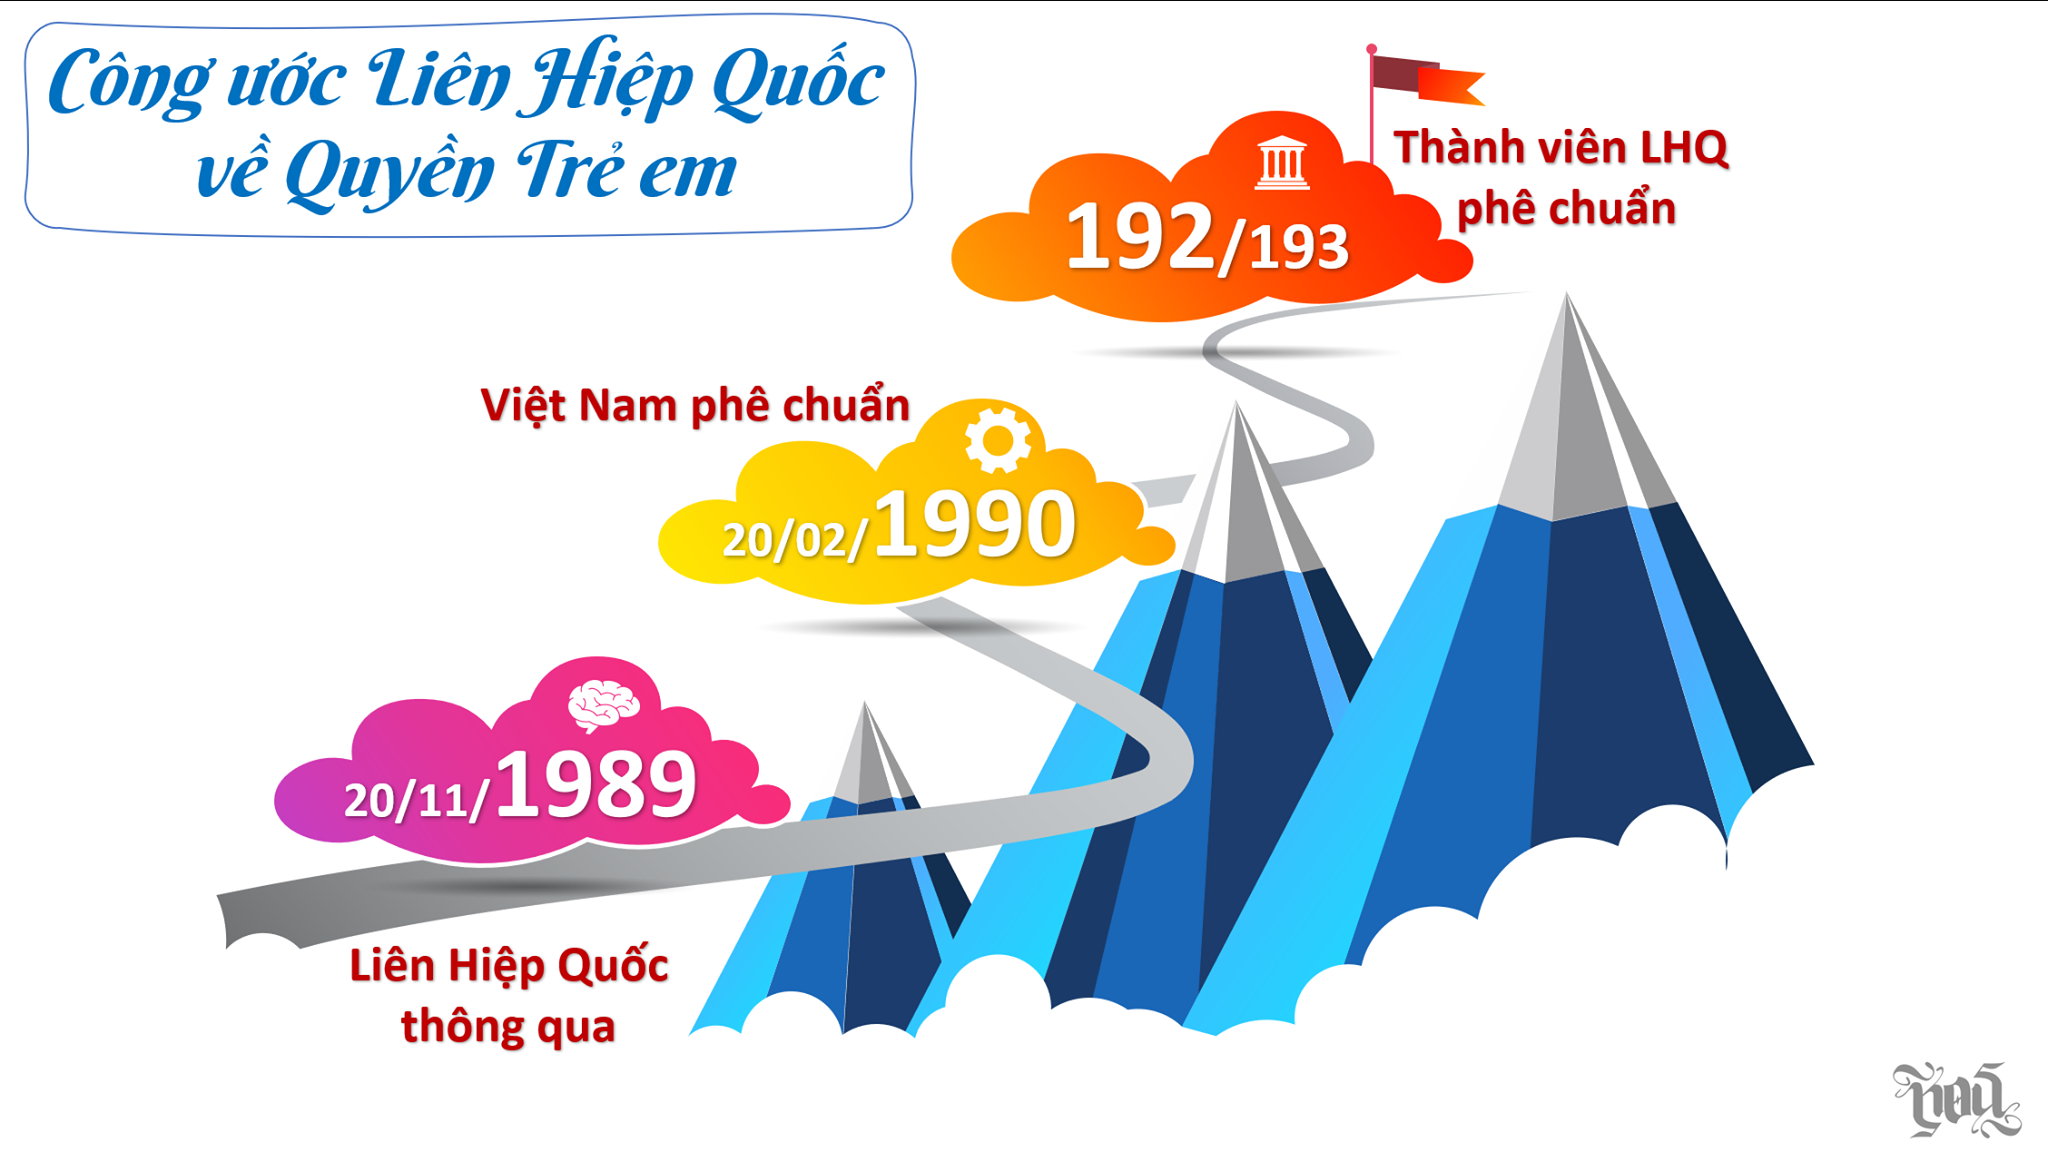 Công ước Liên Hiệp Quốc
về Quyền Trẻ em
Thành viên LHQ
phê chuẩn
192/193
Việt Nam phê chuẩn
20/02/1990
20/11/1989
Liên Hiệp Quốc
thông qua